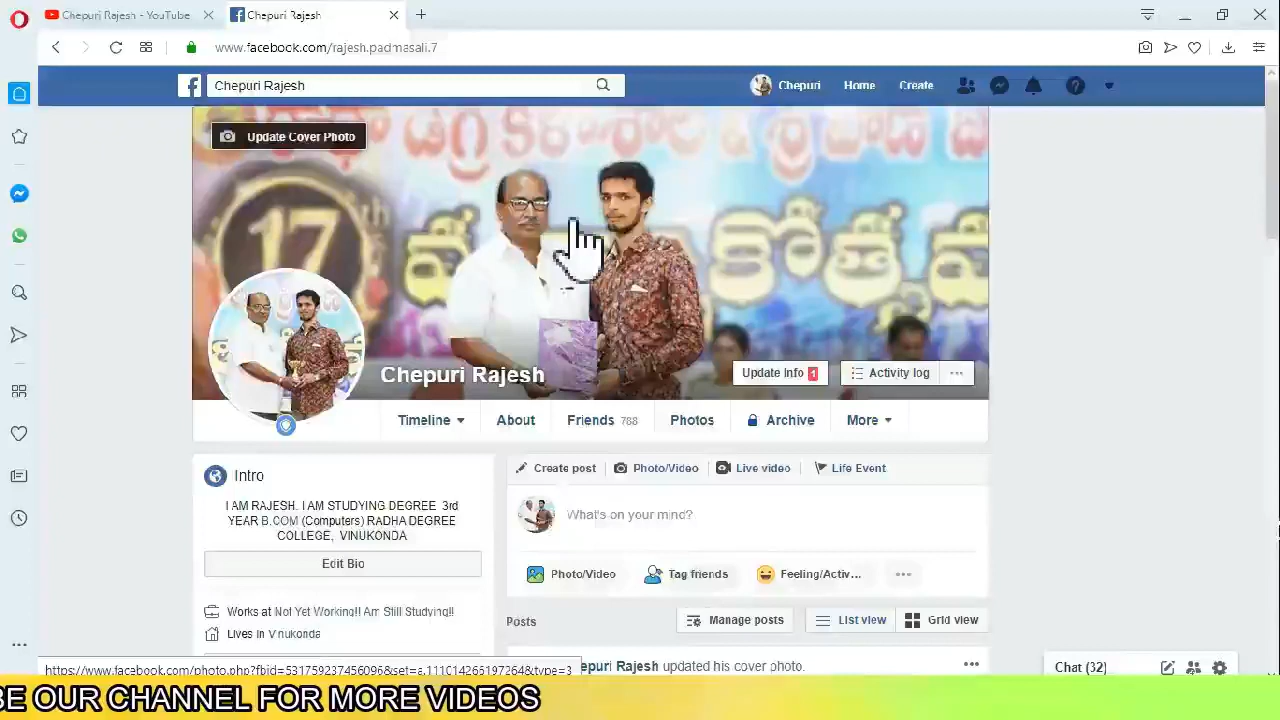 Chepuri Rajesh - YouTube
Chepuri Rajesh
www.facebook.com/rajesh.padmasali.7
Chepuri Rajesh
Chepuri
Home
Create
Update Cover Photo
17th
Chepuri Rajesh
Update Info 1
Activity log
Timeline
About
Friends 768
Photos
Archive
More
Intro
I AM RAJESH. I AM STUDYING DEGREE 3rd
YEAR B.COM (Computers) RADHA DEGREE
COLLEGE, VINUKONDA
Edit Bio
Works at Not Yet Working!! Am Still Studying!!
Lives in Vinukonda
Create post
Photo/Video
Live video
Life Event
What's on your mind?
Photo/Video
Tag friends
Feeling/Activ...
Posts
Manage posts
List view
Grid view
epuri Rajesh updated his cover photo.
https://www.facebook.com/photo.php?fbid=531759237456096&set=a.111014266197264&type=3
Chat (32)
BE OUR CHANNEL FOR MORE VIDEOS